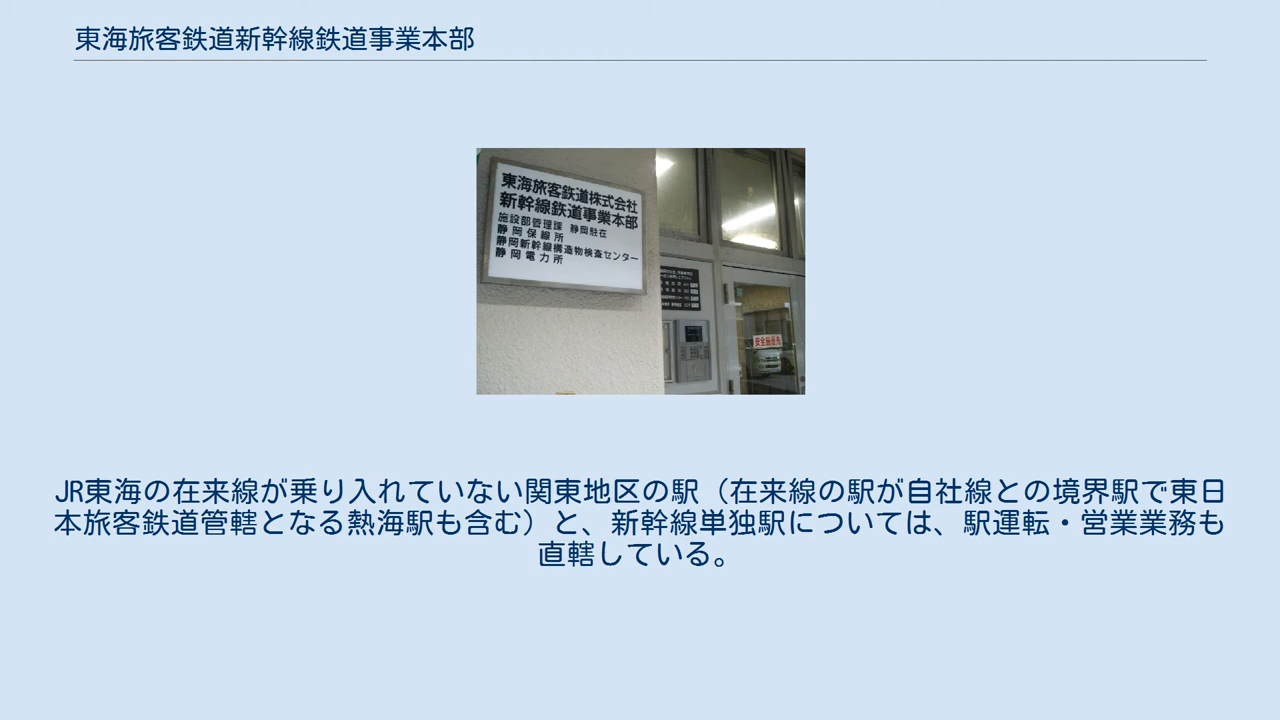 東海旅客鉄道新幹線鉄道事業本部
東海旅客鉄道株式会社
新幹線鉄道事業本部
施設部管理課 静岡駐在
静岡保線所
静岡新幹線構造物検査センター
静岡電力所
安全最優先
JR東海の在来線が乗り入れていない関東地区の駅（在来線の駅が自社線との境界駅で東日
本旅客鉄道管轄となる熱海駅も含む）と、新幹線単独駅については、駅運転・営業業務も
直轄している。